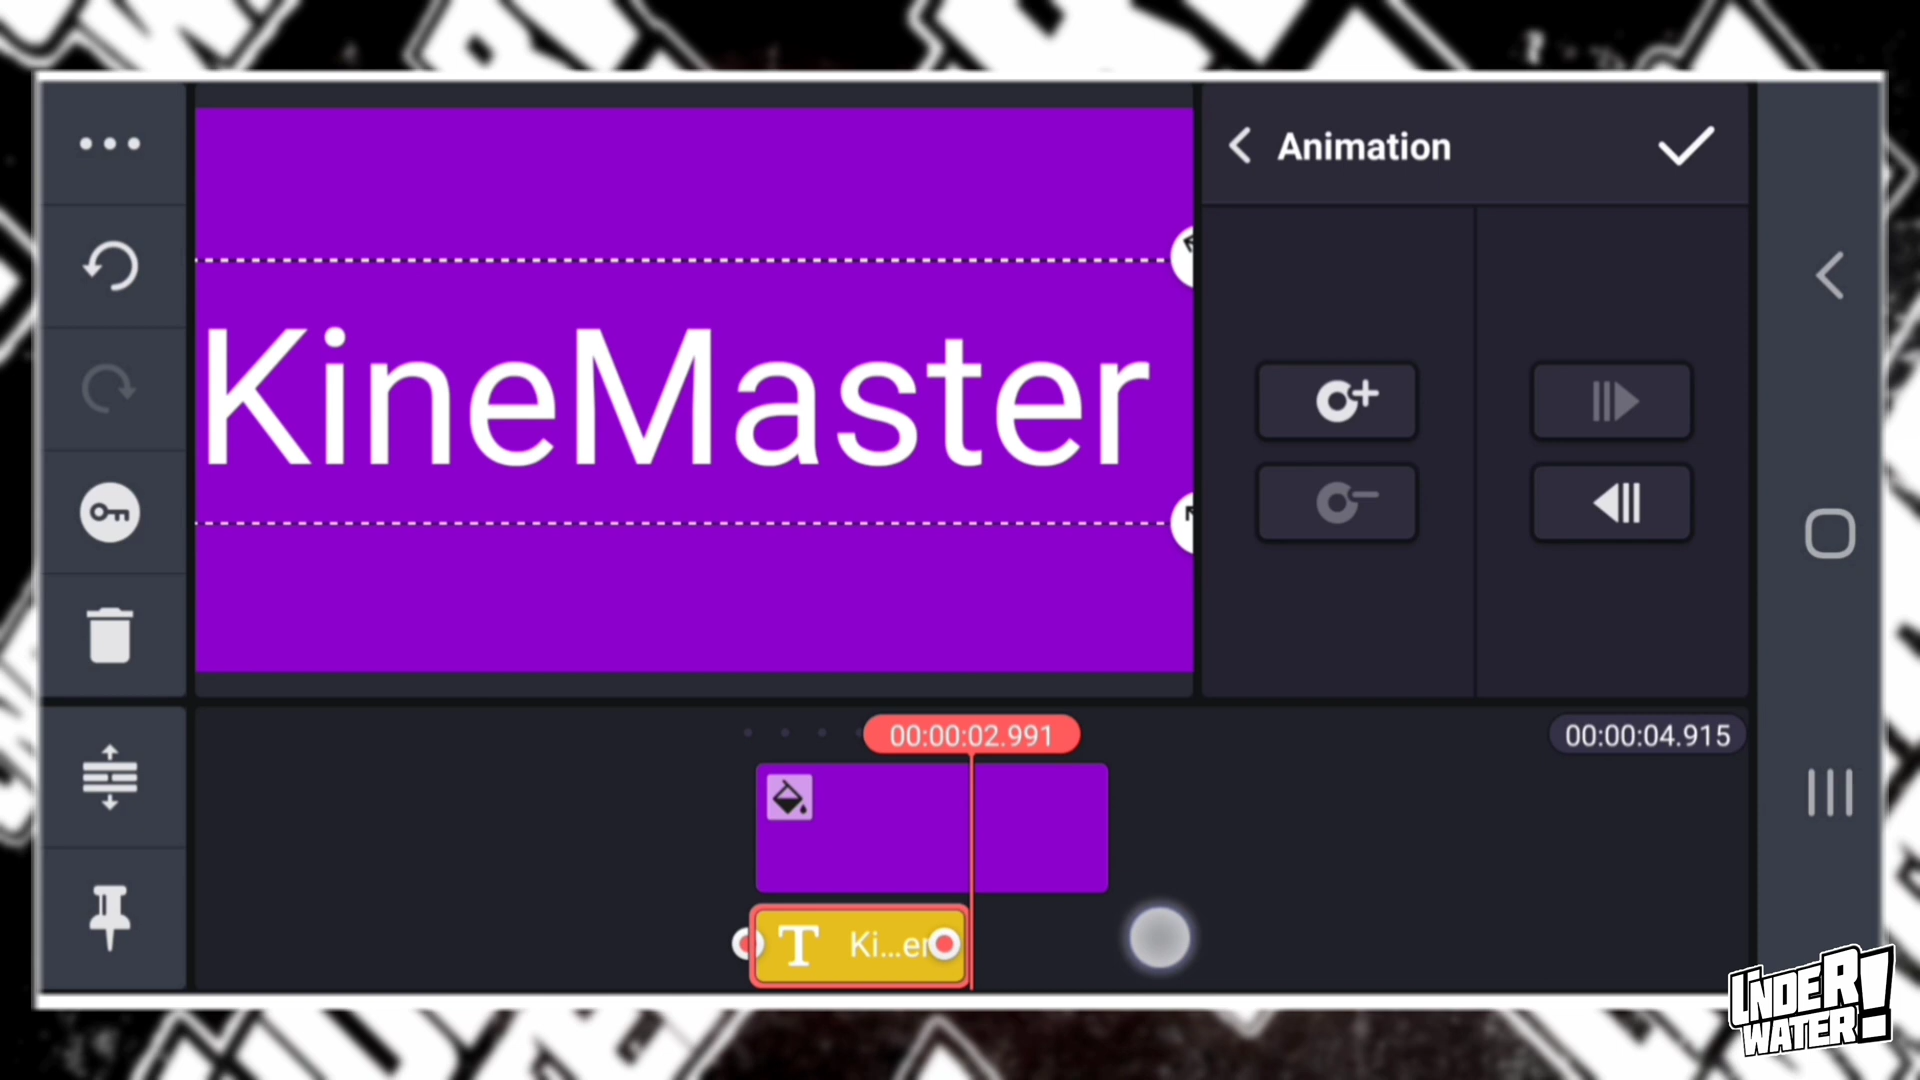 Animation
KineMaster
00:00:02.991
00:00:04.915
T Ki...er
UNDER
WATER!